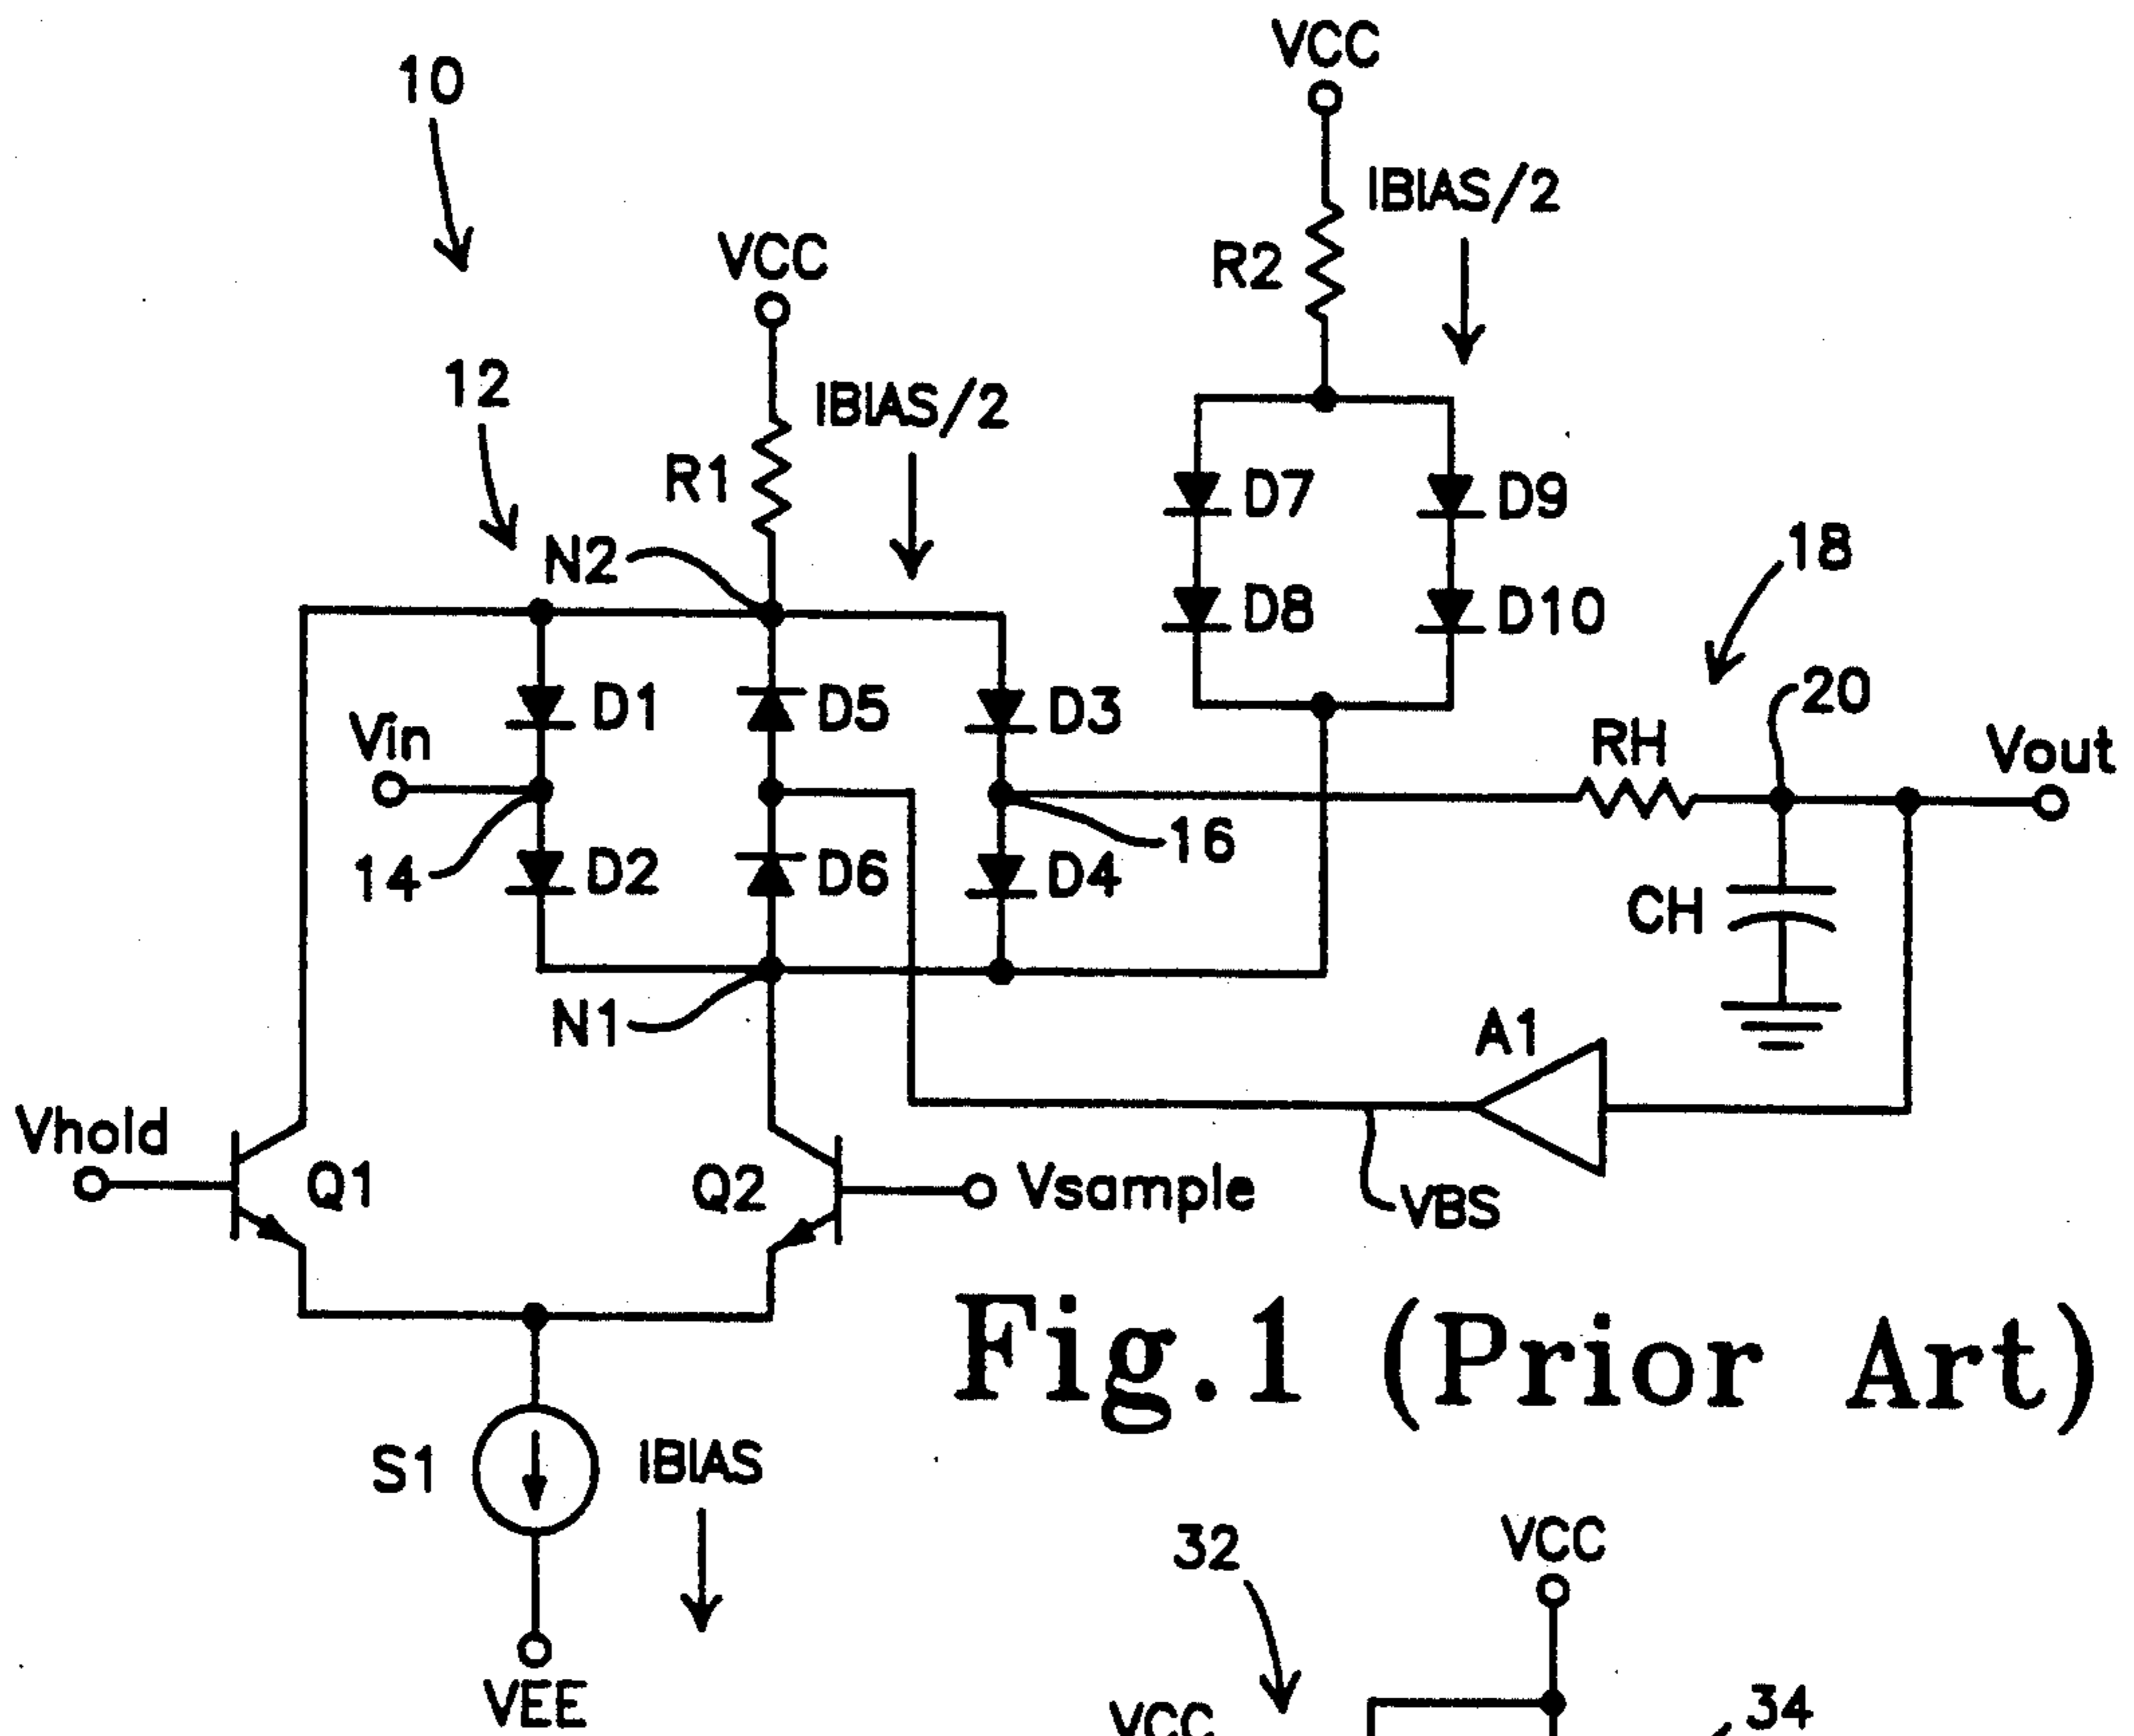 VCC
10
IBIAS/2
R2
VCC
12
IBIAS/2
R1
D7
D9
18
N2
D8
D10
20
D1
D5
D3
Vin
RH
Vout
16
14
D2
D6
D4
CH
N1
A1
Vhold
Q1
Q2
Vsample
VBS
Fig.1 (Prior Art)
S1
IBIAS
32
VCC
VEE
VCC
34